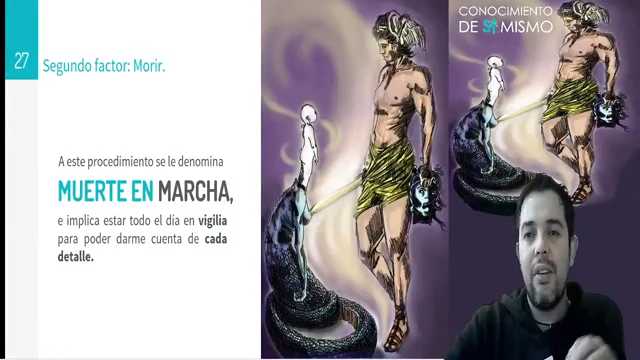 27
Segundo factor: Morir.
A este procedimiento se le denomina
MUERTE EN MARCHA,
e implica estar todo el día en vigilia
para poder darme cuenta de cada
detalle.
CONOCIMIENTO
DE SÍ MISMO